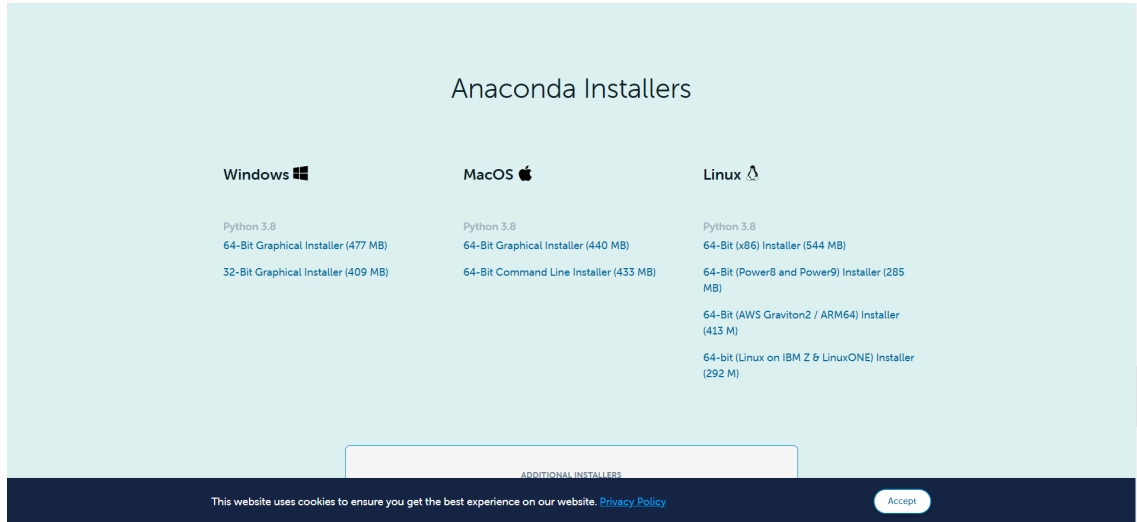 Anaconda Installers
Windows
Python 3.8
64-Bit Graphical Installer (477 MB)
32-Bit Graphical Installer (409 MB)
MacOS
Python 3.8
64-Bit Graphical Installer (440 MB)
64-Bit Command Line Installer (433 MB)
Linux
Python 3.8
64-Bit (x86) Installer (544 MB)
64-Bit (Power8 and Power9) Installer (285
MB)
64-Bit (AWS Graviton2 / ARM64) Installer
(413 M)
64-bit (Linux on IBM Z & LinuxONE) Installer
(292 M)
ADDITIONAL INSTALLERS
This website uses cookies to ensure you get the best experience on our website. Privacy Policy
Accept